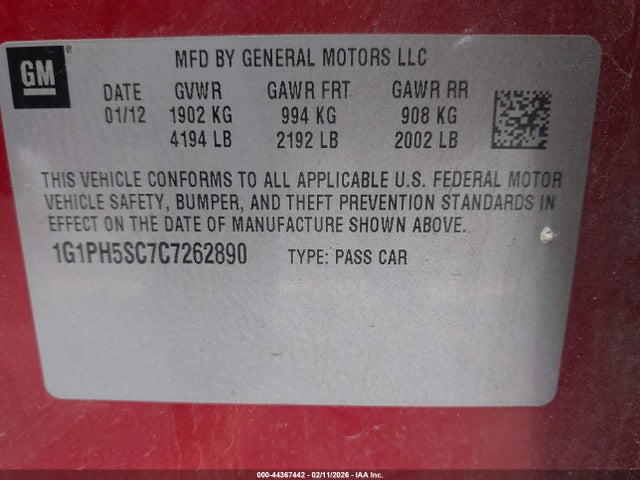 GM
MFD BY GENERAL MOTORS LLC
DATE GVWR GAWR FRT GAWR RR
01/12 1902 KG 994 KG 908 KG
4194 LB 2192 LB 2002 LB
THIS VEHICLE CONFORMS TO ALL APPLICABLE U.S. FEDERAL MOTOR
VEHICLE SAFETY, BUMPER, AND THEFT PREVENTION STANDARDS IN
EFFECT ON THE DATE OF MANUFACTURE SHOWN ABOVE.
1G1PH5SC7C7262890 TYPE: PASS CAR
000-44367442 - 02/11/2026 - IAA Inc.